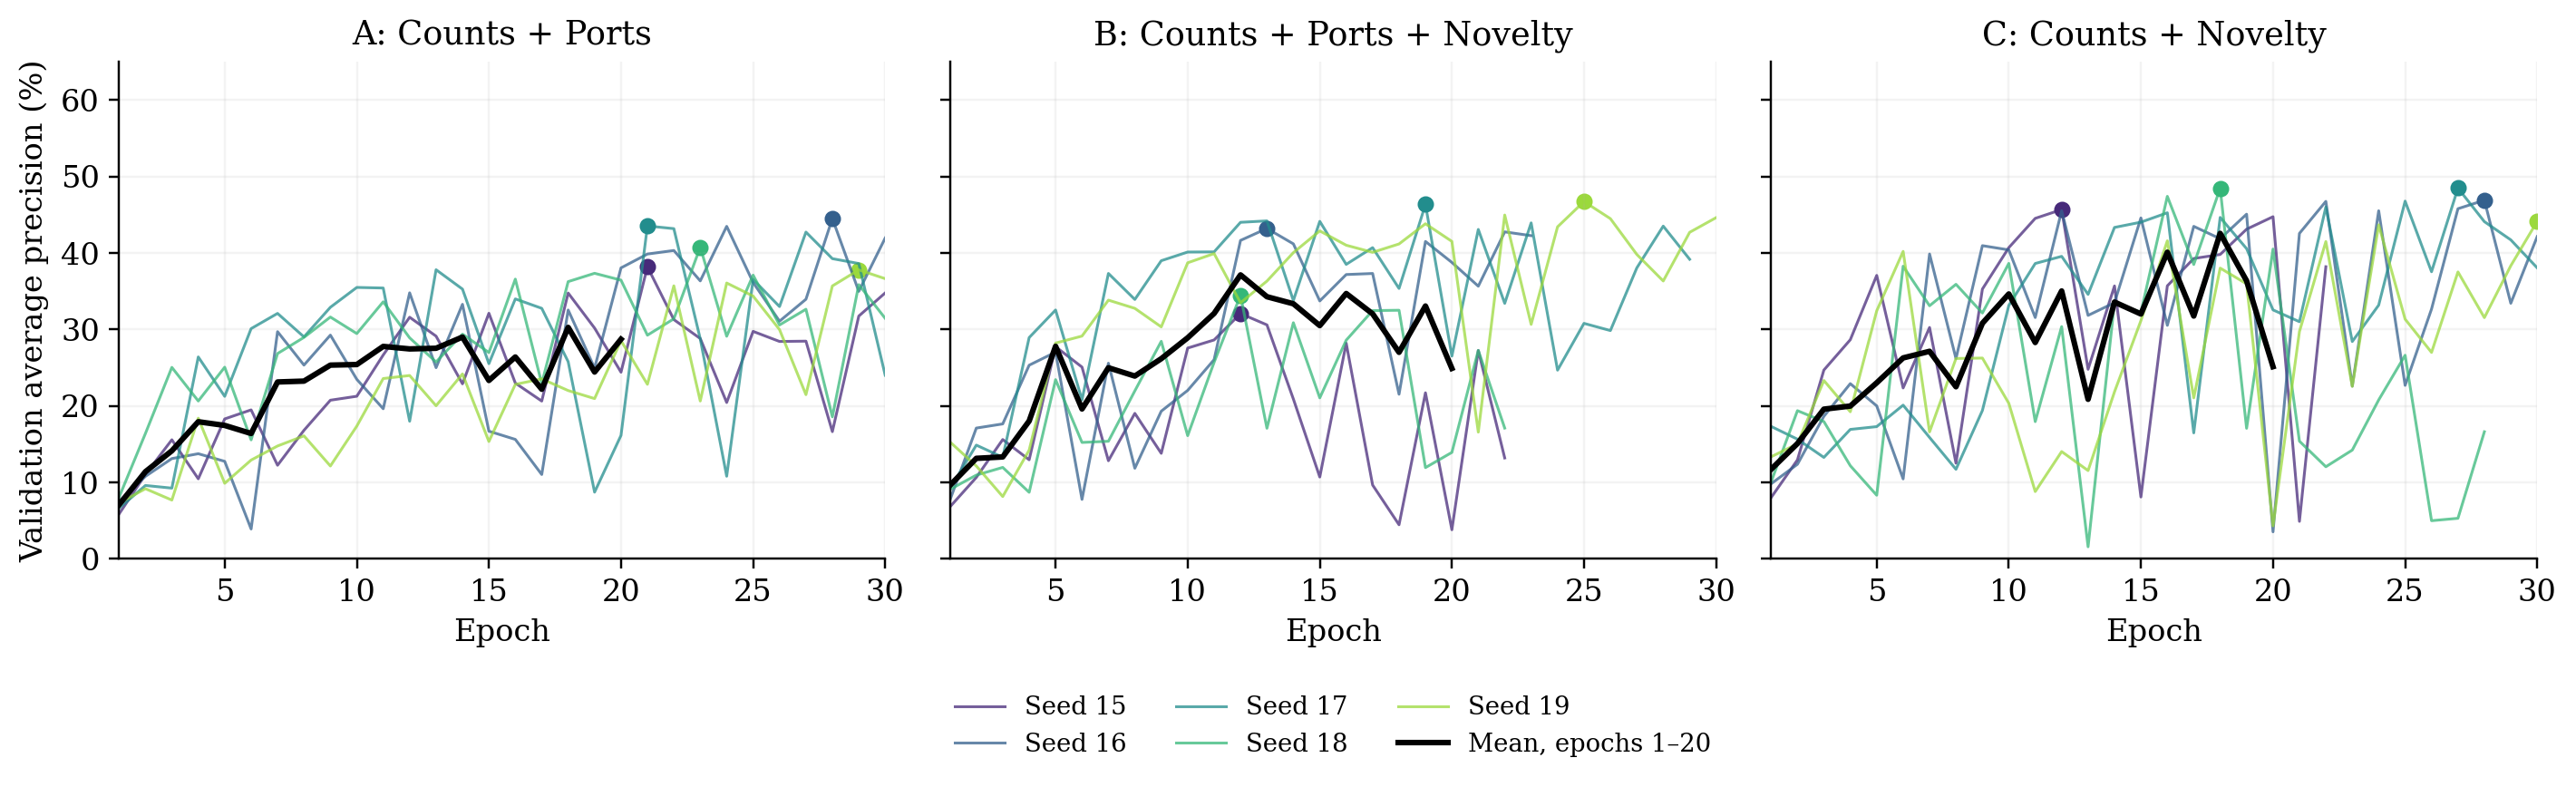 A: Counts + Ports
B: Counts + Ports + Novelty
C: Counts + Novelty
Validation average precision (%)
60
50
40
30
20
10
0
5 10 15 20 25 30
5 10 15 20 25 30
5 10 15 20 25 30
Epoch
Epoch
Epoch
Seed 15 Seed 17 Seed 19
Seed 16 Seed 18 Mean, epochs 1–20